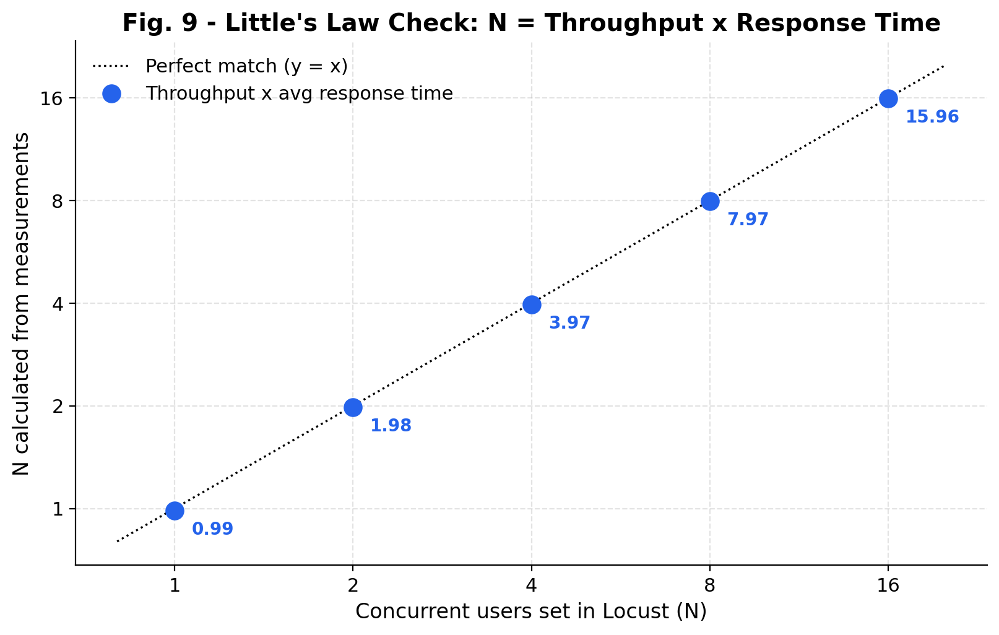 Fig. 9 - Little's Law Check: N = Throughput x Response Time
Perfect match (y = x)
Throughput x avg response time
N calculated from measurements
16
8
4
2
1
15.96
7.97
3.97
1.98
0.99
1 2 4 8 16
Concurrent users set in Locust (N)